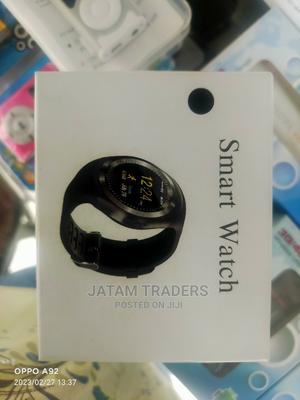 Smart Watch
12:24
JATAM TRADERS
POSTED ON JIJI
OPPO A92
2023/02/27 13:37